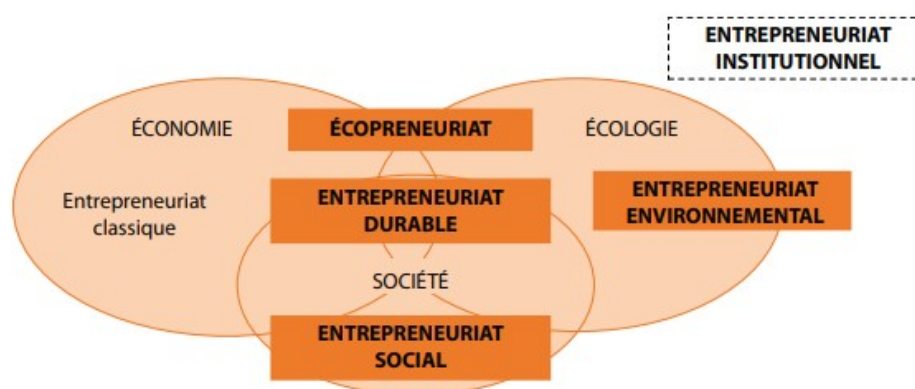 ENTREPRENEURIAT
INSTITUTIONNEL
ÉCONOMIE
ÉCOPRENEURIAT
ÉCOLOGIE
Entrepreneuriat
classique
ENTREPRENEURIAT
DURABLE
ENTREPRENEURIAT
ENVIRONNEMENTAL
SOCIÉTÉ
ENTREPRENEURIAT
SOCIAL